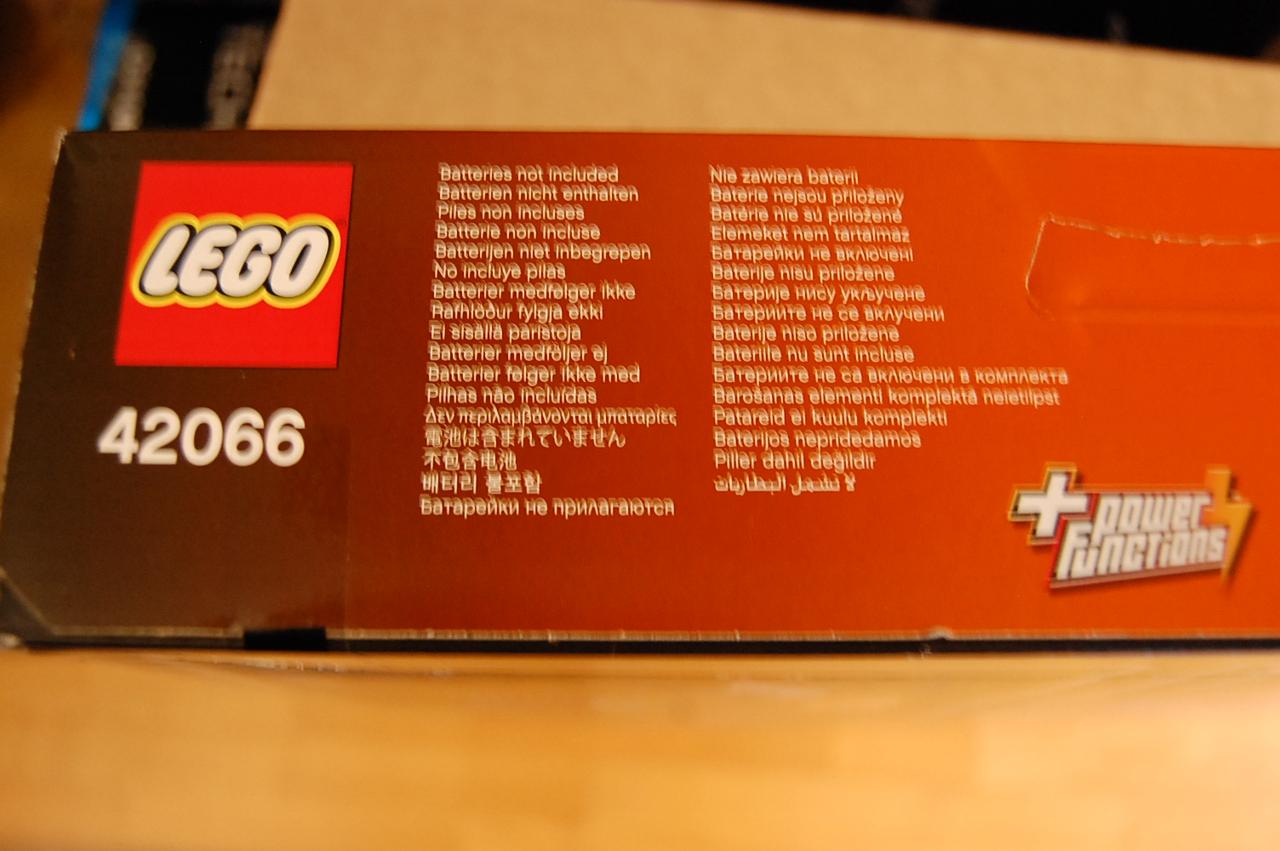 LEGO
42066
Batteries not included
Batterien nicht enthalten
Piles non incluses
Batterie non incluse
Batterijen niet inbegrepen
No incluye pilas
Batterier medfølger ikke
Rafhlöður fylgja ekki
Ei sisällä paristoja
Batterier medföljer ej
Batterier følger ikke med
Pilhas não incluídas
Δεν περιλαμβάνονται μπαταρίες
電池は含まれていません
不包含电池
배터리 불포함
Батарейки не прилагаются
Nie zawiera baterii
Baterie nejsou přiloženy
Batérie nie sú priložené
Elemeket nem tartalmaz
Батарейки не включені
Baterije nisu priložene
Батерије нису укључене
Батериите не се вклучени
Baterije niso priložene
Bateriile nu sunt incluse
Батериите не са включени в комплекта
Barošanas elementi komplektā neietilpst
Patareid ei kuulu komplekti
Baterijos nepridedamos
Piller dahil değildir
لا تشمل البطاريات
power
functions